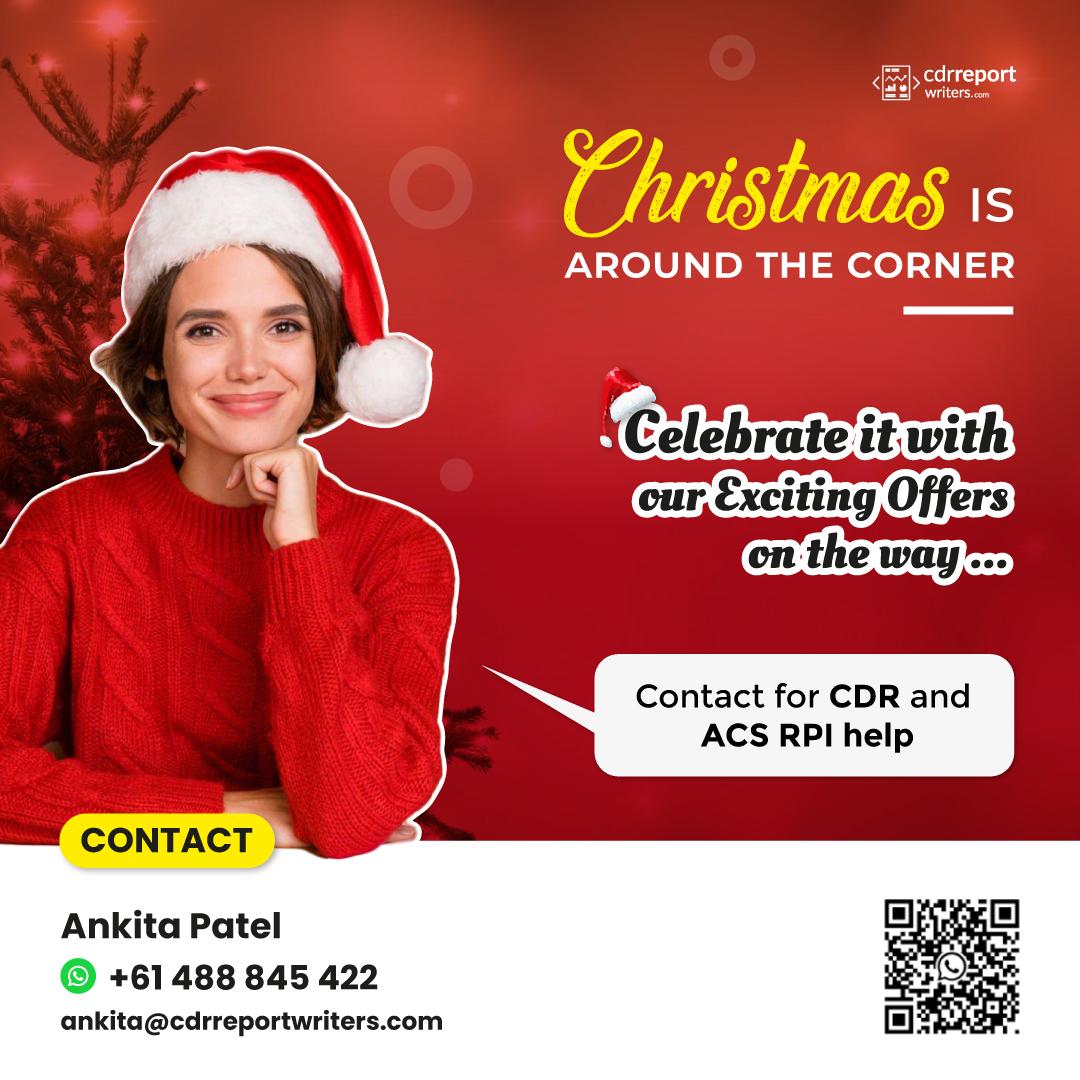 cdrreport
writers.com
Christmas IS
AROUND THE CORNER
Celebrate it with
our Exciting Offers
on the way ...
Contact for CDR and
ACS RPI help
CONTACT
Ankita Patel
+61 488 845 422
ankita@cdrreportwriters.com